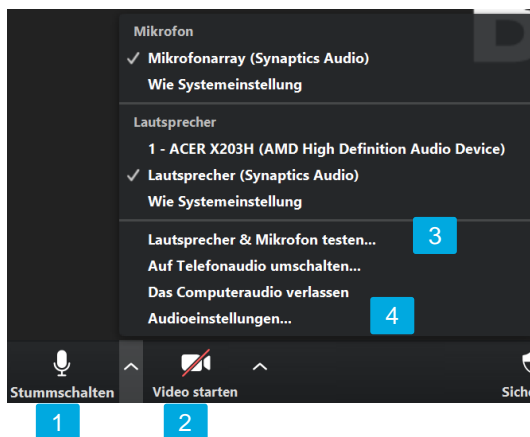 Mikrofon
Mikrofonarray (Synaptics Audio)
Wie Systemeinstellung
Lautsprecher
1 - ACER X203H (AMD High Definition Audio Device)
Lautsprecher (Synaptics Audio)
Wie Systemeinstellung
Lautsprecher & Mikrofon testen... 3
Auf Telefonaudio umschalten...
Das Computeraudio verlassen
Audioeinstellungen... 4
Stummschalten Video starten Siche
1 2